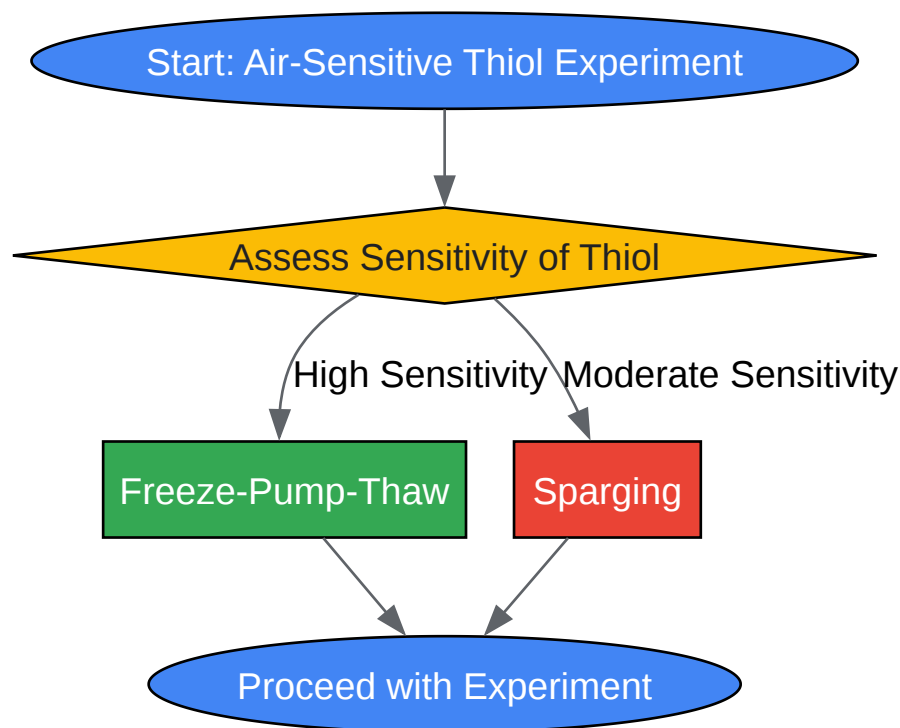 Start: Air-Sensitive Thiol Experiment
Assess Sensitivity of Thiol
High Sensitivity
Moderate Sensitivity
Freeze-Pump-Thaw
Sparging
Proceed with Experiment